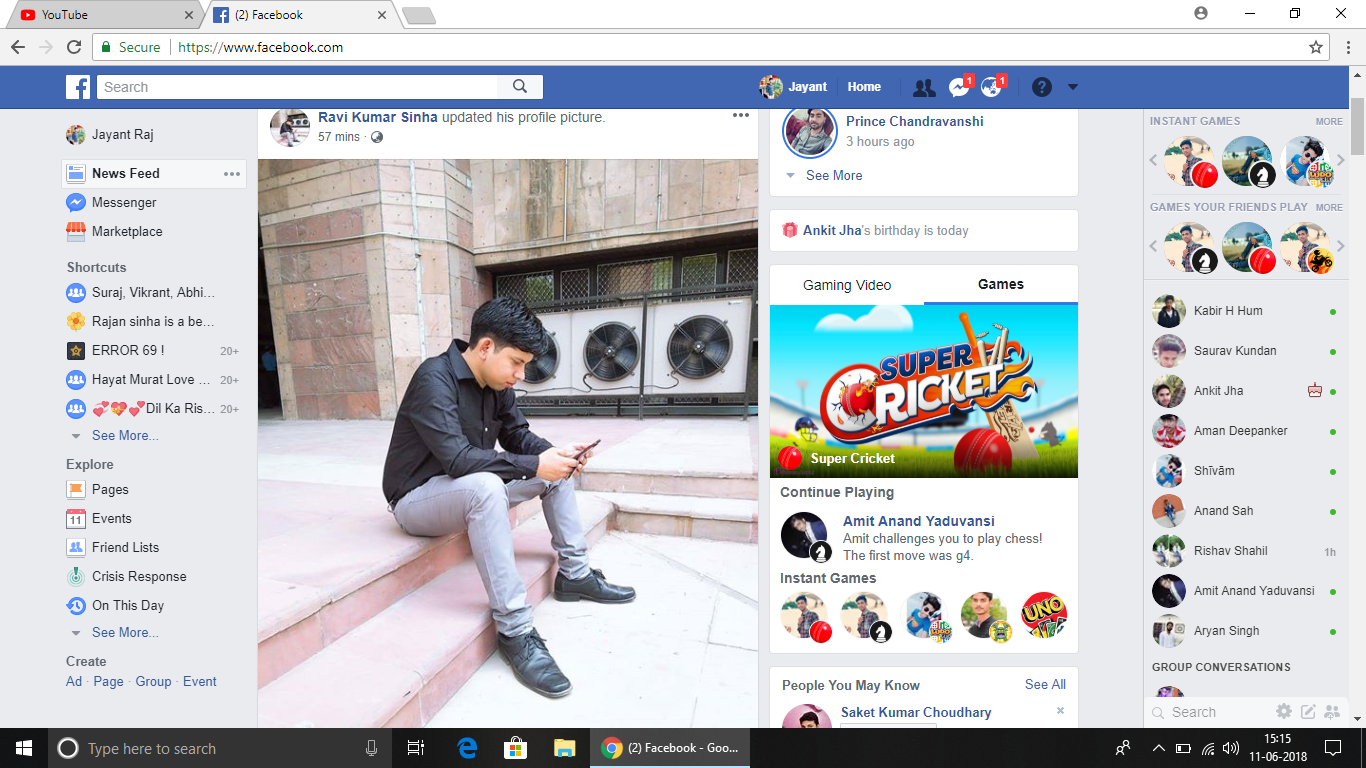 YouTube
(2) Facebook
Secure
https://www.facebook.com
Search
Jayant
Home
1
1
Jayant Raj
News Feed
Messenger
Marketplace
Shortcuts
Suraj, Vikrant, Abhi...
Rajan sinha is a be...
ERROR 69 !
20+
Hayat Murat Love ...
20+
💞💝💕Dil Ka Ris...
20+
See More...
Explore
Pages
11
Events
Friend Lists
Crisis Response
On This Day
See More...
Create
Ad · Page · Group · Event
Ravi Kumar Sinha updated his profile picture.
57 mins ·
Prince Chandravanshi
3 hours ago
See More
Ankit Jha's birthday is today
Gaming Video
Games
SUPER
CRICKET
Super Cricket
Continue Playing
Amit Anand Yaduvansi
Amit challenges you to play chess!
The first move was g4.
Instant Games
LUDO
UNO
People You May Know
See All
Saket Kumar Choudhary
INSTANT GAMES
MORE
LUDO
GAMES YOUR FRIENDS PLAY
MORE
Kabir H Hum
Saurav Kundan
Ankit Jha
Aman Deepanker
Shīvām
Anand Sah
Rishav Shahil
1h
Amit Anand Yaduvansi
Aryan Singh
GROUP CONVERSATIONS
Search
Type here to search
(2) Facebook - Goo...
15:15
11-06-2018